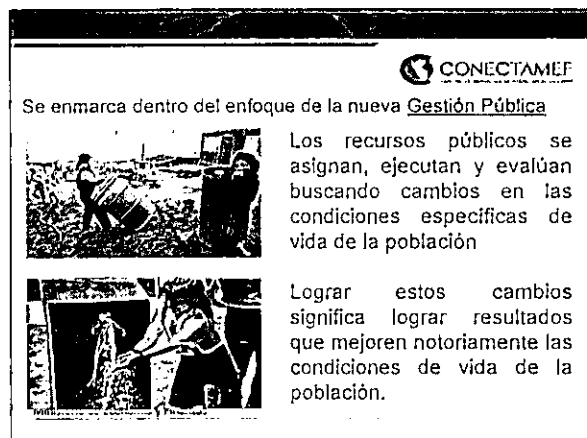 CONECTAMEF
Se enmarca dentro del enfoque de la nueva Gestión Pública
Los recursos públicos se
asignan, ejecutan y evalúan
buscando cambios en las
condiciones específicas de
vida de la población
Lograr estos cambios
significa lograr resultados
que mejoren notoriamente las
condiciones de vida de la
población.